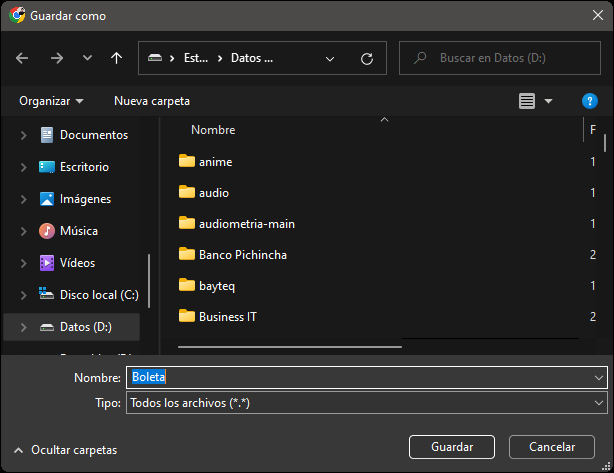 Guardar como
Est... Datos ...
Buscar en Datos (D:)
Organizar
Nueva carpeta
?
Documentos
Escritorio
Imágenes
Música
Vídeos
Disco local (C:)
Datos (D:)
Nombre F
anime 1
audio 1
audiometria-main 1
Banco Pichincha 2
bayteq 1
Business IT 2
Nombre: Boleta
Tipo: Todos los archivos (*.*)
Ocultar carpetas
Guardar
Cancelar